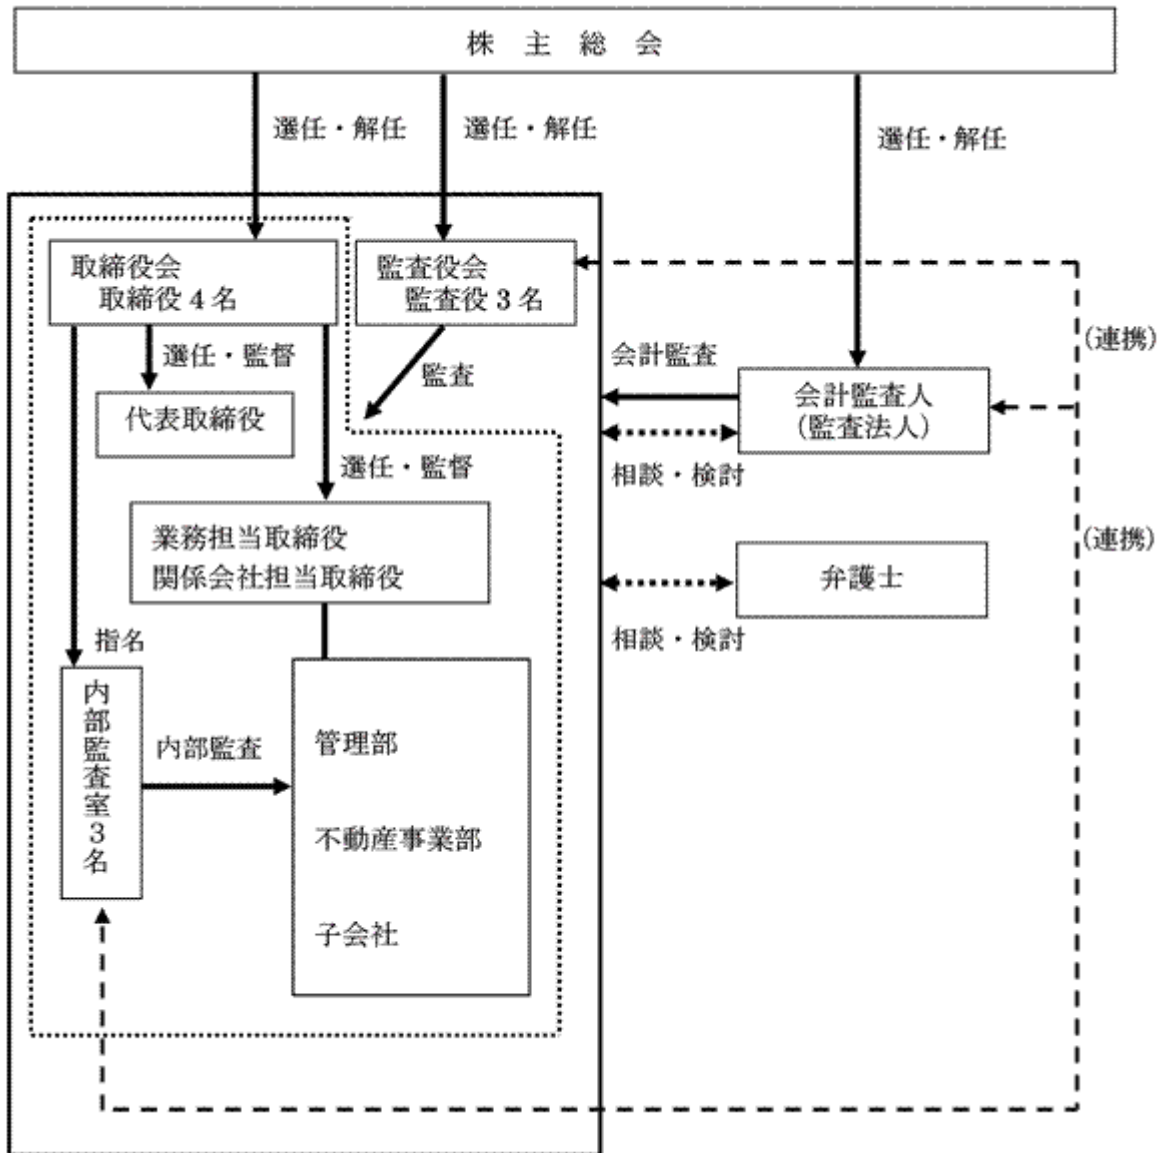 株主総会
選任・解任
選任・解任
選任・解任
取締役会
取締役4名
監査役会
監査役3名
選任・監督
監査
代表取締役
選任・監督
会計監査
会計監査人
(監査法人)
(連携)
相談・検討
業務担当取締役
関係会社担当取締役
(連携)
弁護士
相談・検討
指名
内部監査室3名
内部監査
管理部
不動産事業部
子会社